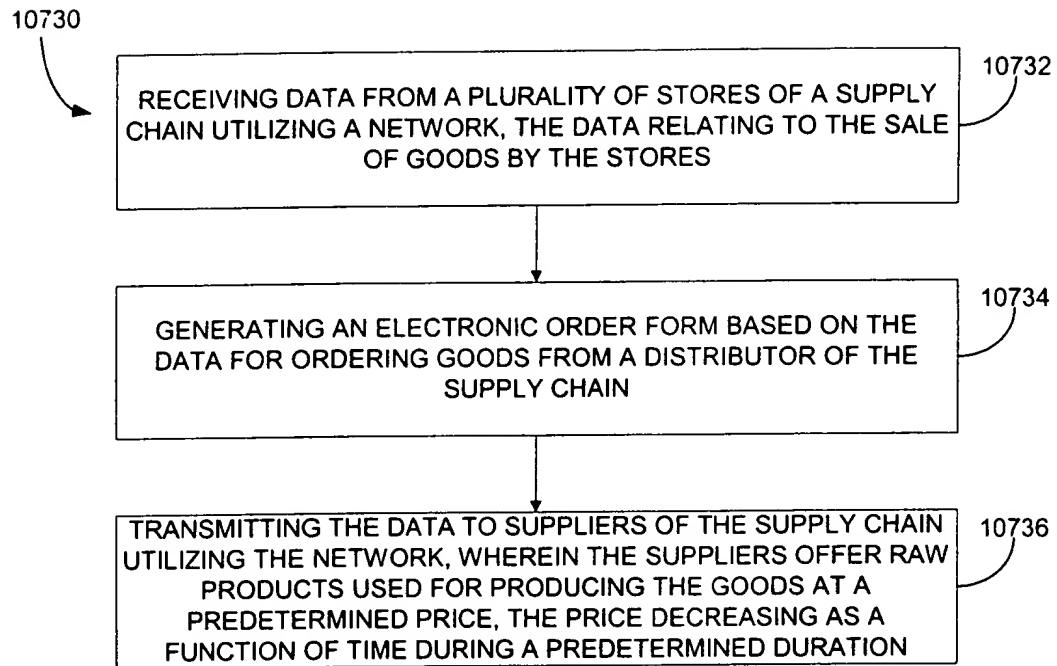 10730
10732
RECEIVING DATA FROM A PLURALITY OF STORES OF A SUPPLY
CHAIN UTILIZING A NETWORK, THE DATA RELATING TO THE SALE
OF GOODS BY THE STORES
10734
GENERATING AN ELECTRONIC ORDER FORM BASED ON THE
DATA FOR ORDERING GOODS FROM A DISTRIBUTOR OF THE
SUPPLY CHAIN
10736
TRANSMITTING THE DATA TO SUPPLIERS OF THE SUPPLY CHAIN
UTILIZING THE NETWORK, WHEREIN THE SUPPLIERS OFFER RAW
PRODUCTS USED FOR PRODUCING THE GOODS AT A
PREDETERMINED PRICE, THE PRICE DECREASING AS A
FUNCTION OF TIME DURING A PREDETERMINED DURATION